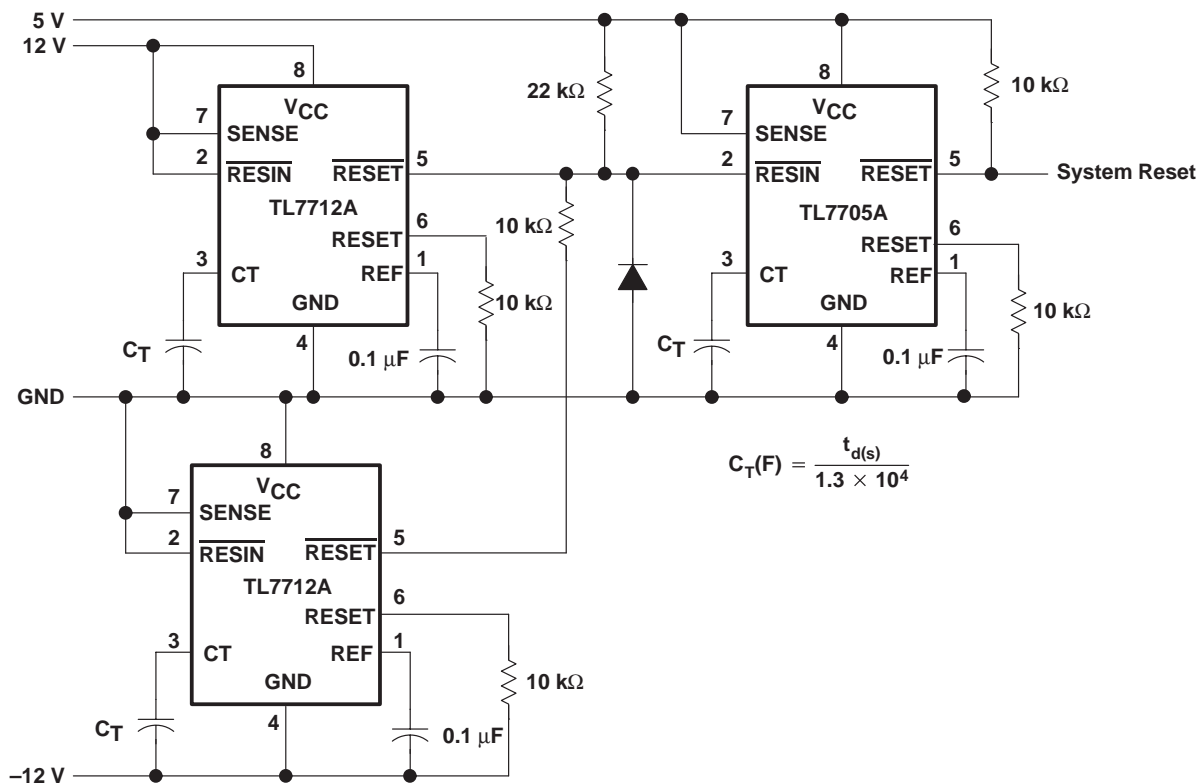 5 V
12 V
8
VCC
7
SENSE
2
RESIN
RESET
5
TL7712A
6
RESET
3
CT
REF
1
GND
4
CT
0.1 μF
10 kΩ
22 kΩ
10 kΩ
8
VCC
7
SENSE
2
RESIN
RESET
5
TL7705A
6
RESET
3
CT
REF
1
GND
4
CT
0.1 μF
10 kΩ
10 kΩ
System Reset
GND
8
VCC
7
SENSE
2
RESIN
RESET
5
TL7712A
6
RESET
3
CT
REF
1
GND
4
CT
0.1 μF
10 kΩ
–12 V
CT(F) = td(s) / 1.3 × 10⁴